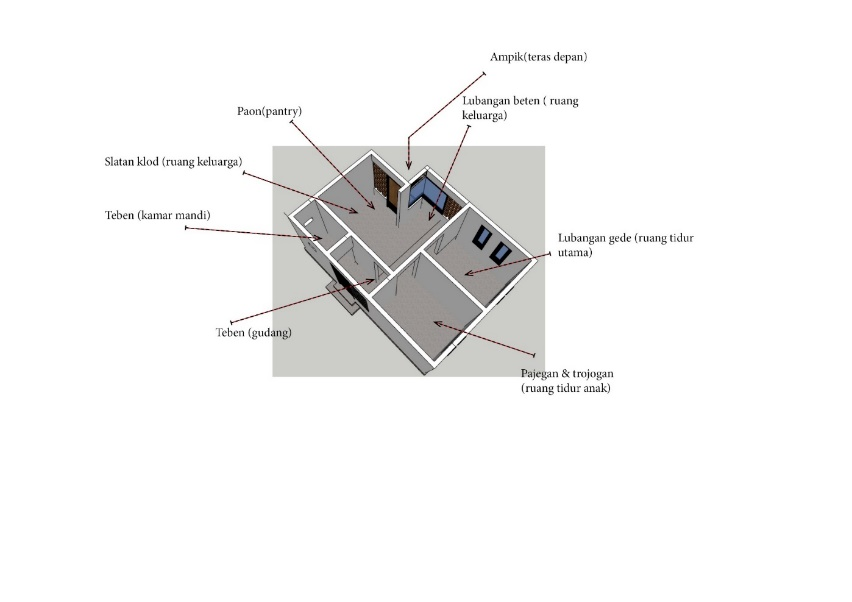 Ampik(teras depan)
Lubangan beten ( ruang
keluarga)
Paon(pantry)
Slatan klod (ruang keluarga)
Teben (kamar mandi)
Lubangan gede (ruang tidur
utama)
Teben (gudang)
Pajegan & trojogan
(ruang tidur anak)